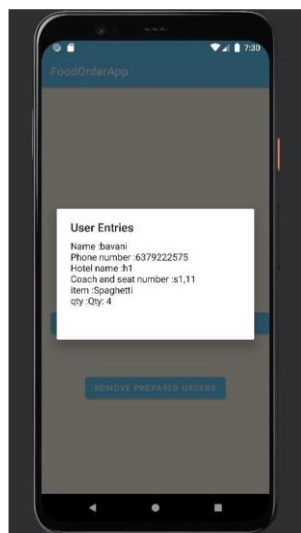 7:30
FoodOrderApp
User Entries
Name :bavani
Phone number :6379222575
Hotel name :h1
Coach and seat number :s1,11
item :Spaghetti
qty :Qty: 4
REMOVE PREPARED ORDERS